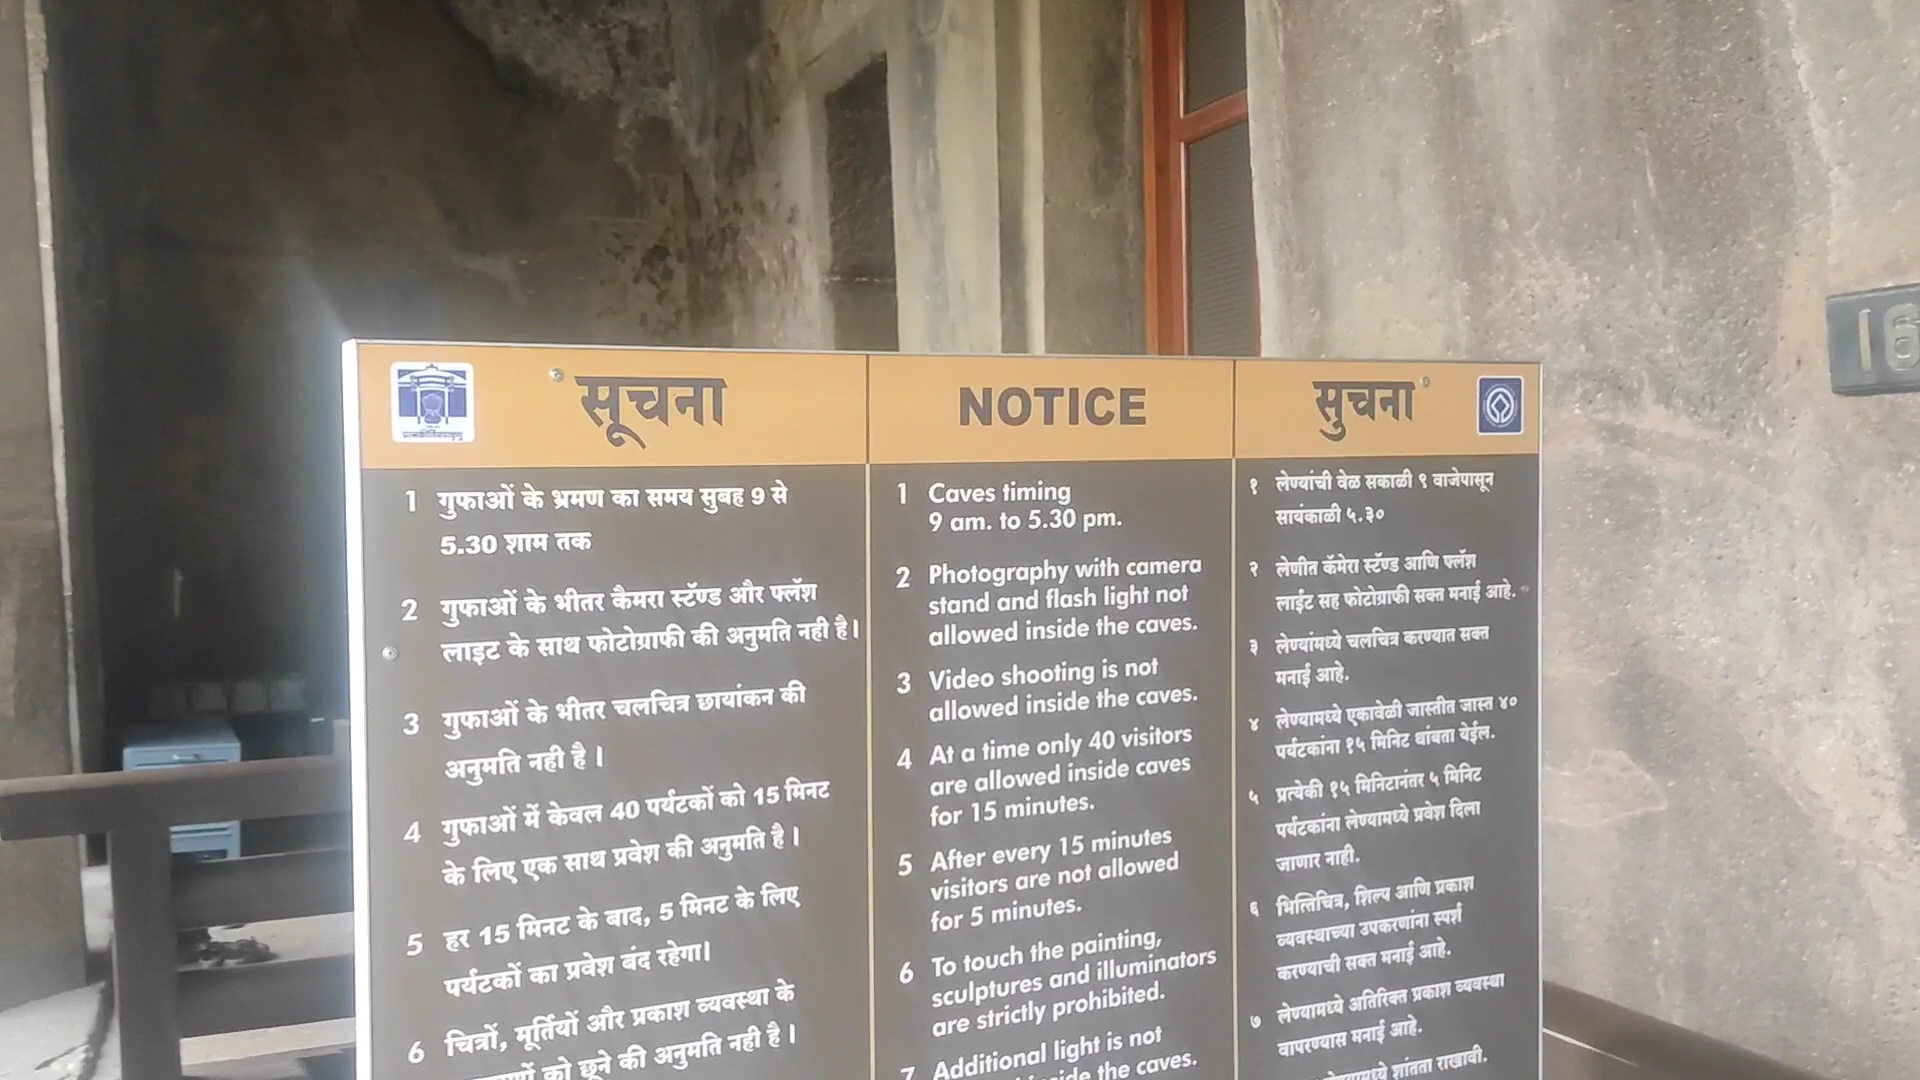 सूचना
1 गुफाओं के भ्रमण का समय सुबह 9 से
5.30 शाम तक
2 गुफाओं के भीतर कैमरा स्टॅण्ड और फ्लॅश
लाइट के साथ फोटोग्राफी की अनुमति नही है।
3 गुफाओं के भीतर चलचित्र छायांकन की
अनुमति नही है।
4 गुफाओं में केवल 40 पर्यटकों को 15 मिनट
के लिए एक साथ प्रवेश की अनुमति है।
5 हर 15 मिनट के बाद, 5 मिनट के लिए
पर्यटकों का प्रवेश बंद रहेगा।
6 चित्रों, मूर्तियों और प्रकाश व्यवस्था के
को छूने की अनुमति नही है।
NOTICE
1 Caves timing
9 am. to 5.30 pm.
2 Photography with camera
stand and flash light not
allowed inside the caves.
3 Video shooting is not
allowed inside the caves.
4 At a time only 40 visitors
are allowed inside caves
for 15 minutes.
5 After every 15 minutes
visitors are not allowed
for 5 minutes.
6 To touch the painting,
sculptures and illuminators
are strictly prohibited.
7 Additional light is not
the caves.
सुचना
१ लेण्यांची वेळ सकाळी ९ वाजेपासून
सायंकाळी ५.३०
२ लेणीत कॅमेरा स्टॅण्ड आणि फ्लॅश
लाईट सह फोटोग्राफी सक्त मनाई आहे.
३ लेण्यांमध्ये चलचित्र करण्यात सक्त
मनाई आहे.
४ लेण्यामध्ये एकावेळी जास्तीत जास्त ४०
पर्यटकांना १५ मिनिट थांबता येईल.
५ प्रत्येकी १५ मिनिटानंतर ५ मिनिट
पर्यटकांना लेण्यामध्ये प्रवेश दिला
जाणार नाही.
६ भित्तिचित्र, शिल्प आणि प्रकाश
व्यवस्थाच्या उपकरणांना स्पर्श
करण्याची सक्त मनाई आहे.
७ लेण्यामध्ये अतिरिक्त प्रकाश व्यवस्था
वापरण्यास मनाई आहे.
शांतता राखावी.
16